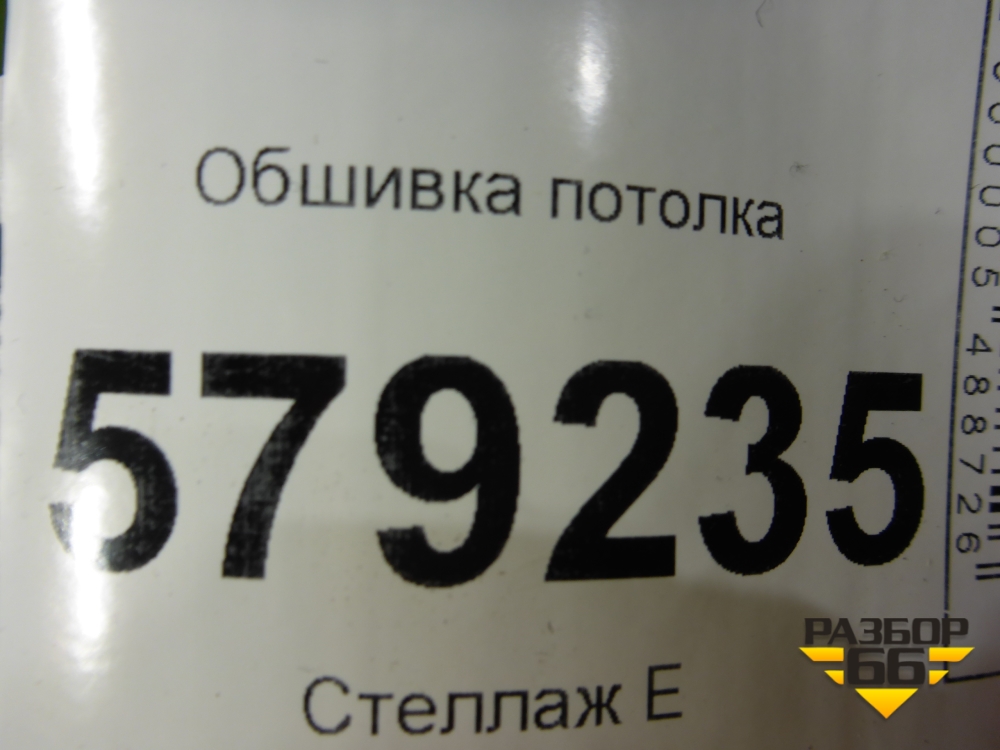 Обшивка потолка
579235
Стеллаж Е
РАЗБОР
66